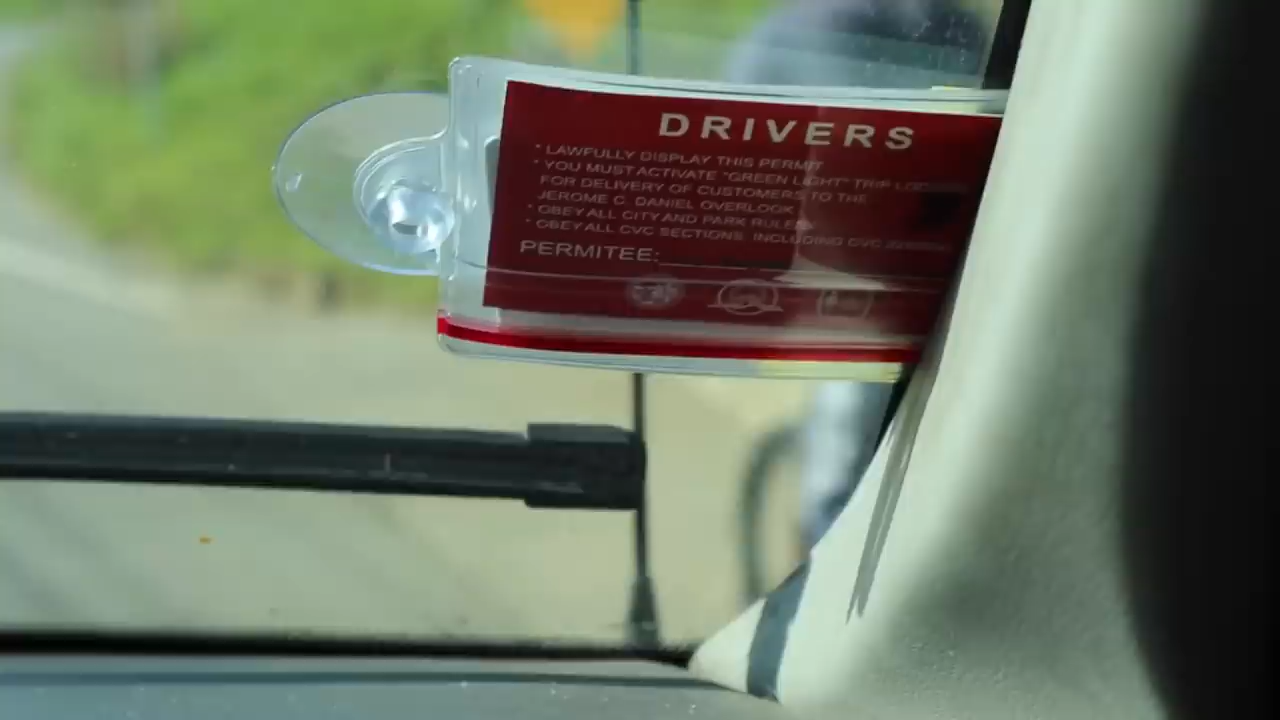 DRIVERS
* LAWFULLY DISPLAY THIS PERMIT
* YOU MUST ACTIVATE "GREEN LIGHT" TRIP
FOR DELIVERY OF CUSTOMERS TO THE
JEROME C. DANIEL OVERLOOK
* OBEY ALL CITY AND PARK RULES
* OBEY ALL CVC SECTIONS, INCLUDING CVC
PERMITEE: